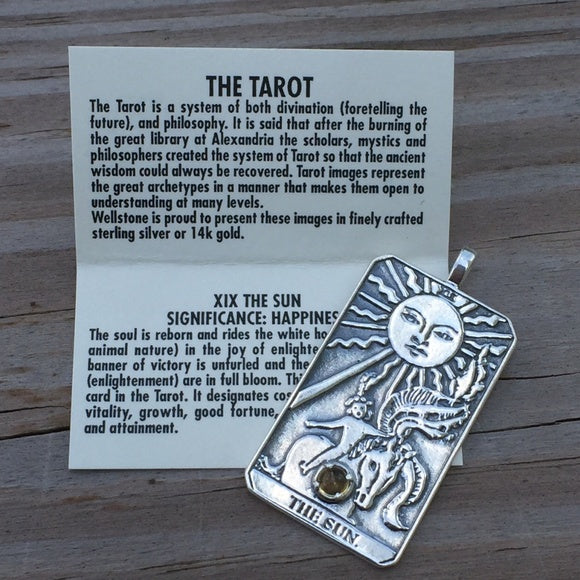 THE TAROT
The Tarot is a system of both divination (foretelling the
future), and philosophy. It is said that after the burning of
the great library at Alexandria the scholars, mystics and
philosophers created the system of Tarot so that the ancient
wisdom could always be recovered. Tarot images represent
the great archetypes in a manner that makes them open to
understanding at many levels.
Wellstone is proud to present these images in finely crafted
sterling silver or 14k gold.
XIX THE SUN
SIGNIFICANCE: HAPPINES
The soul is reborn and rides the white
animal nature) in the joy of
banner of victory is unfurled and the
(enlightenment) are in full bloom.
card in the Tarot. It designates
vitality, growth, good fortune,
and attainment.
THE SUN.